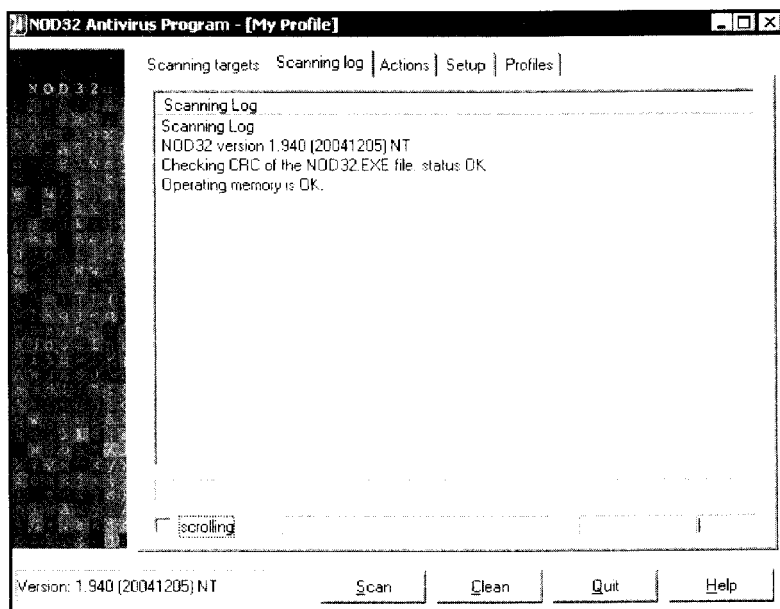 NOD32 Antivirus Program - [My Profile]
NOD32
Scanning targets Scanning log Actions Setup Profiles
Scanning Log
Scanning Log
NOD32 version 1.940 (20041205) NT
Checking CRC of the NOD32.EXE file. status OK
Operating memory is OK.
scrolling
Version: 1.940 (20041205) NT
Scan Clean Quit Help